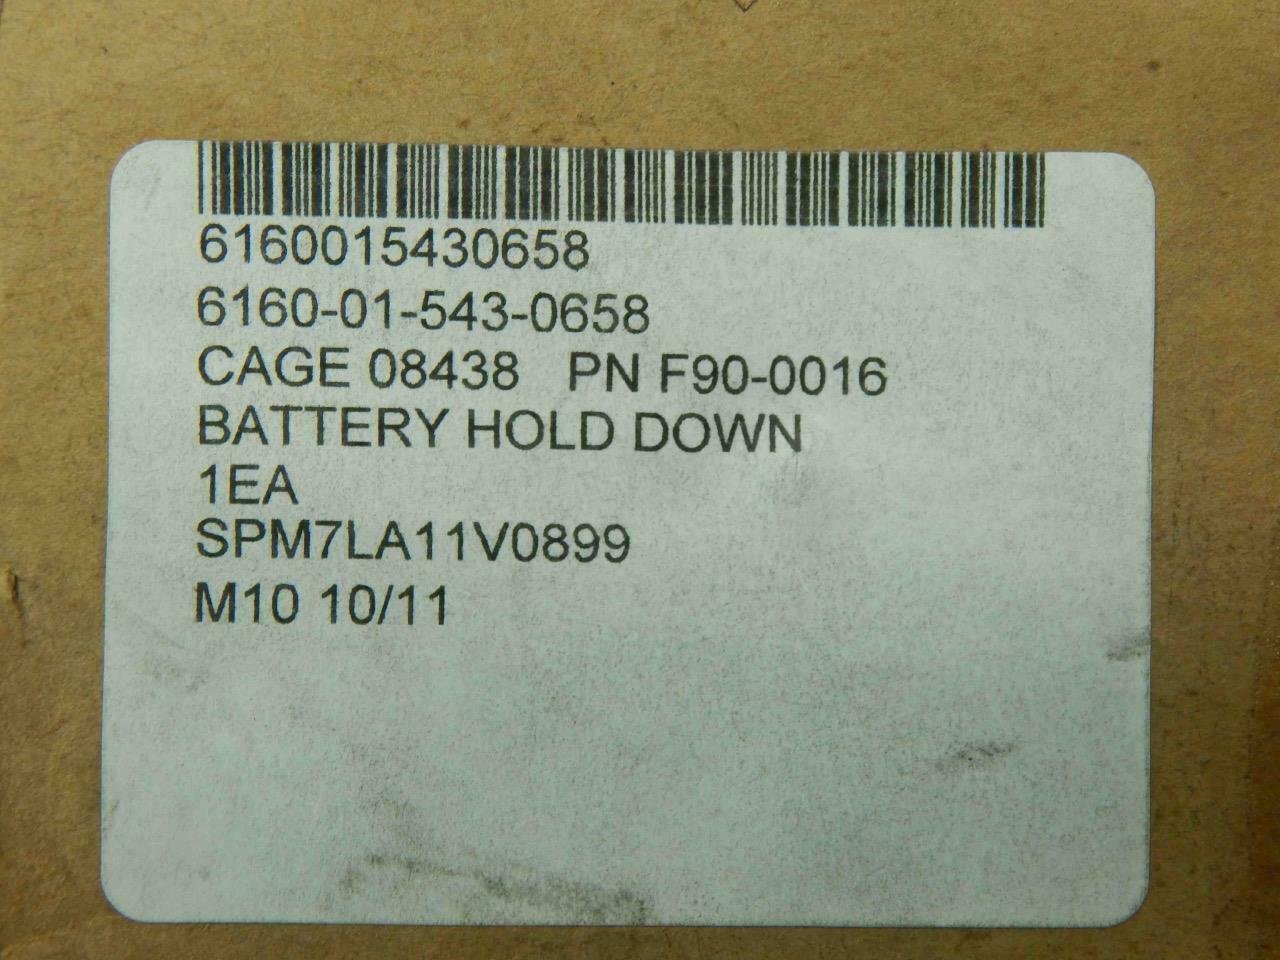 6160015430658
6160-01-543-0658
CAGE 08438 PN F90-0016
BATTERY HOLD DOWN
1EA
SPM7LA11V0899
M10 10/11